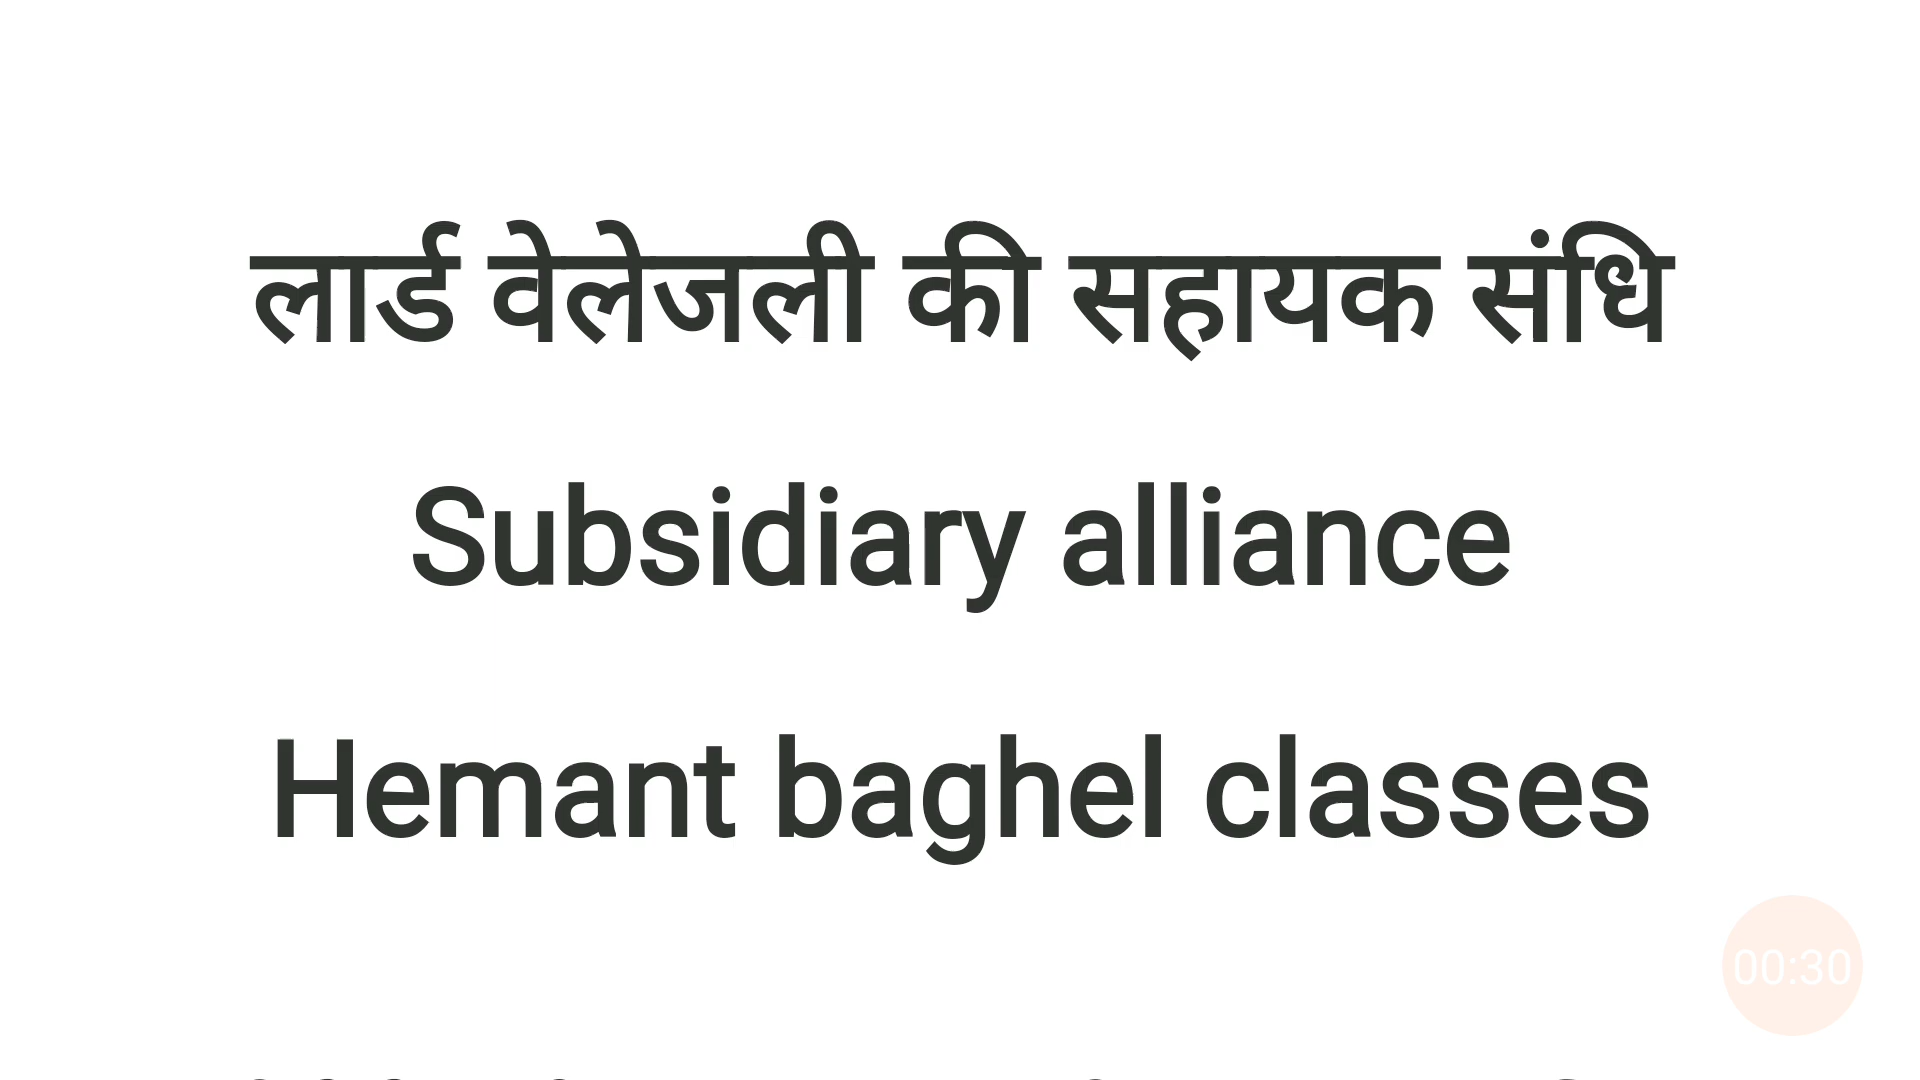 लार्ड वेलेजली की सहायक संधि
Subsidiary alliance
Hemant baghel classes
00:30